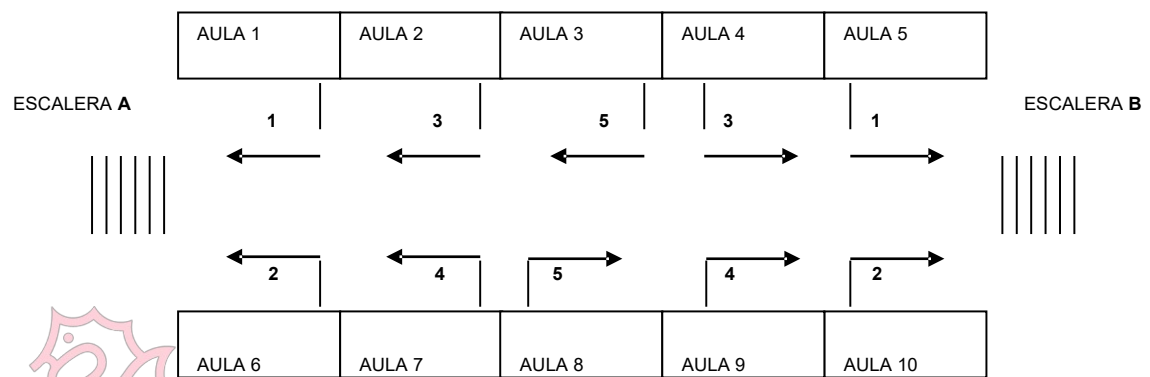 AULA 1 AULA 2 AULA 3 AULA 4 AULA 5
ESCALERA A ESCALERA B
1 3 5 3 1
2 4 5 4 2
AULA 6 AULA 7 AULA 8 AULA 9 AULA 10